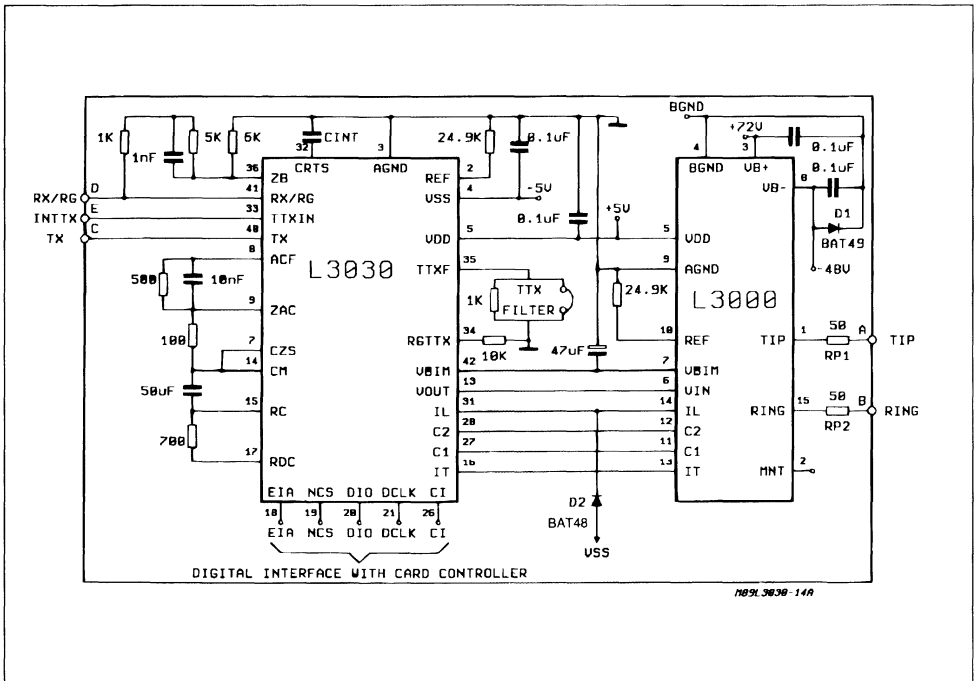 BGND
+72V
1K
1nF
5K
6K
CINT
32
3
24.9K
0.1uF
4
3
0.1uF
CRTS
AGND
BGND
VB+
0.1uF
36
ZB
REF
2
VB-
8
D
RX/RG
41
RX/RG
VSS
4
-5V
E
INTTX
33
TTXIN
0.1uF
+5V
D1
C
TX
40
TX
VDD
5
5
VDD
BAT49
8
ACF
L3030
TTXF
35
9
AGND
-48V
500
10nF
1K
TTX
FILTER
24.9K
L3000
9
ZAC
100
7
CZS
RGTTX
34
10K
47uF
10
REF
TIP
1
50
RP1
A
TIP
14
CM
VBIM
42
7
VBIM
50uF
VOUT
13
6
VIN
15
RC
IL
31
14
IL
RING
15
50
RP2
B
RING
C2
28
12
C2
700
C1
27
11
C1
17
RDC
IT
16
13
IT
MNT
2
EIA NCS DIO DCLK CI
18 19 20 21 26
EIA NCS DIO DCLK CI
D2
BAT48
VSS
DIGITAL INTERFACE WITH CARD CONTROLLER
M89L3030-14A